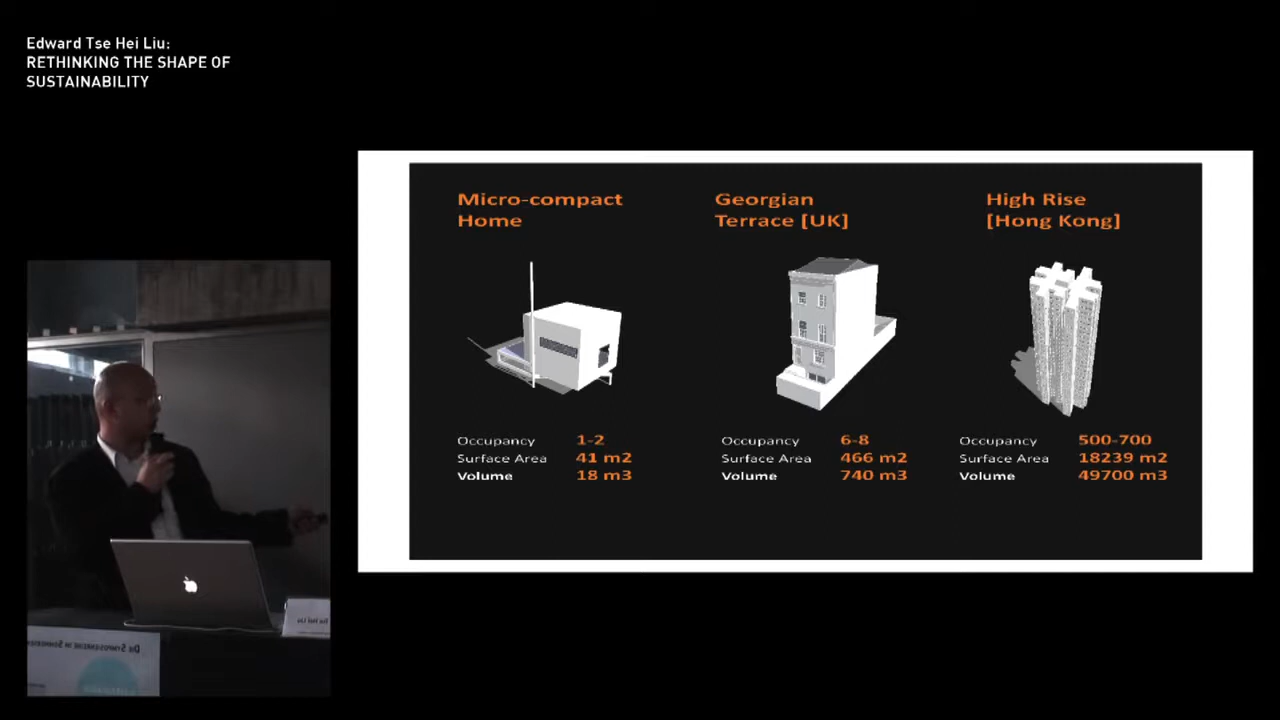 Edward Tse Hei Liu:
RETHINKING THE SHAPE OF
SUSTAINABILITY
Micro-compact
Home
Georgian
Terrace [UK]
High Rise
[Hong Kong]
Occupancy 1-2
Surface Area 41 m2
Volume 18 m3
Occupancy 6-8
Surface Area 466 m2
Volume 740 m3
Occupancy 500-700
Surface Area 18239 m2
Volume 49700 m3